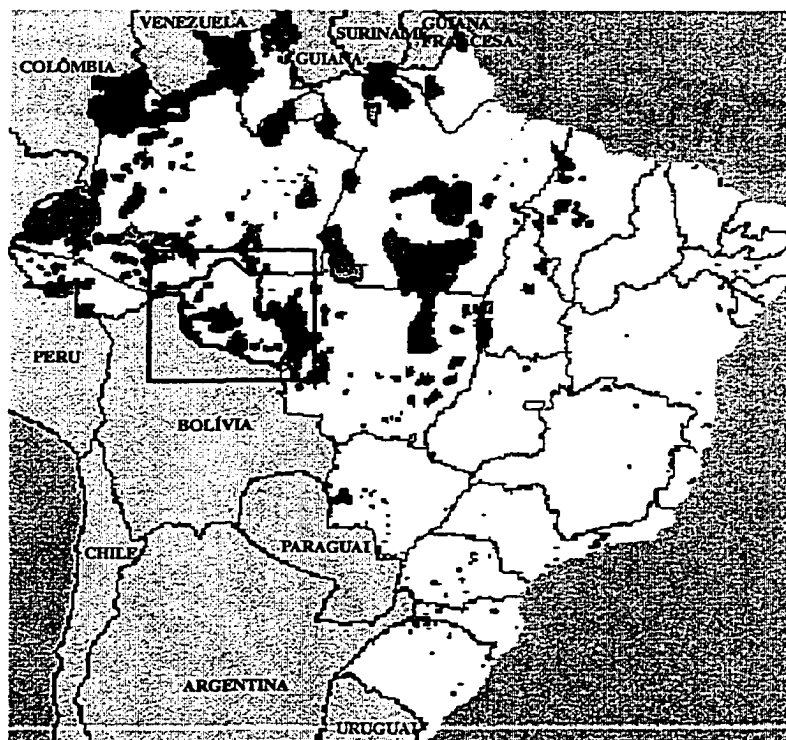 VENEZUELA
GUIANA
FRANCESA
SURINAME
GUIANA
COLÔMBIA
PERU
BOLÍVIA
CHILE
PARAGUAI
ARGENTINA
URUGUAI